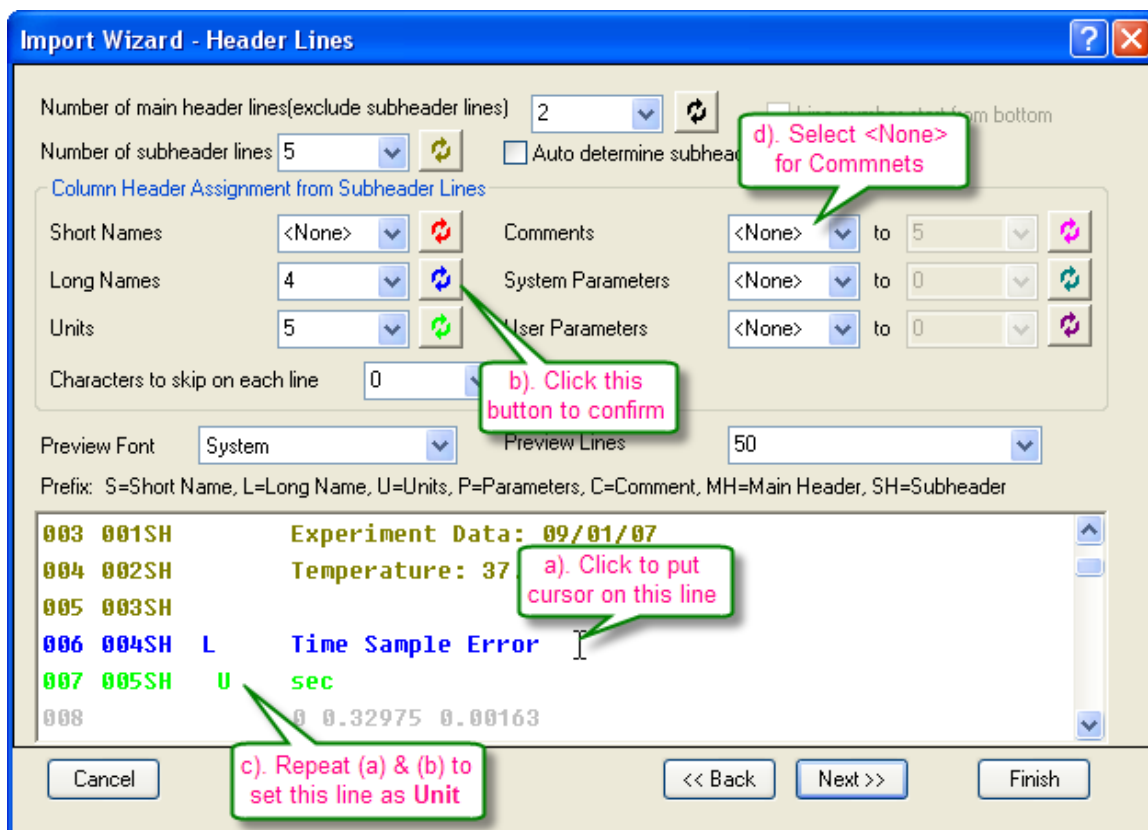 Import Wizard - Header Lines
Number of main header lines(exclude subheader lines) 2
from bottom
Number of subheader lines 5 Auto determine
d). Select <None>
for Commnets
Column Header Assignment from Subheader Lines
Short Names <None> Comments <None> to 5
Long Names 4 System Parameters <None> to 0
Units 5 User Parameters <None> to 0
Characters to skip on each line 0
b). Click this
button to confirm
Preview Font System Preview Lines 50
Prefix: S=Short Name, L=Long Name, U=Units, P=Parameters, C=Comment, MH=Main Header, SH=Subheader
003 001SH Experiment Data: 09/01/07
004 002SH Temperature: 37.
a). Click to put
cursor on this line
005 003SH
006 004SH L Time Sample Error
007 005SH U sec
008 0 0.32975 0.00163
c). Repeat (a) & (b) to
set this line as Unit
Cancel << Back Next >> Finish